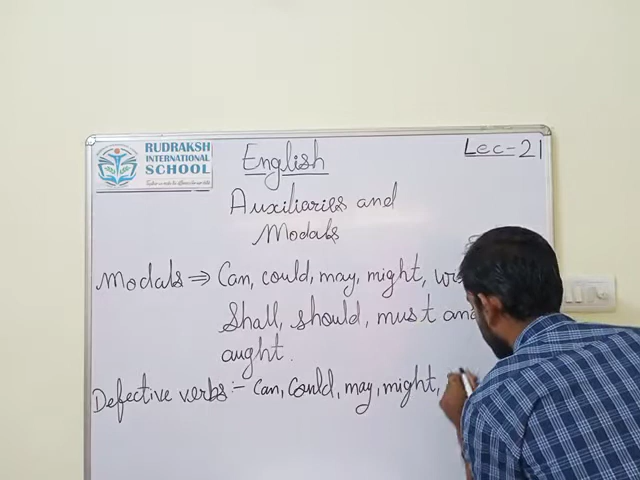 RUDRAKSH
INTERNATIONAL
SCHOOL
English
Lec-21
Auxiliaries and
Modals
Modals ⇒ Can, could, may, might,
Shall, should, must and
aught.
Defective verbs:- Can, Could, may, might,